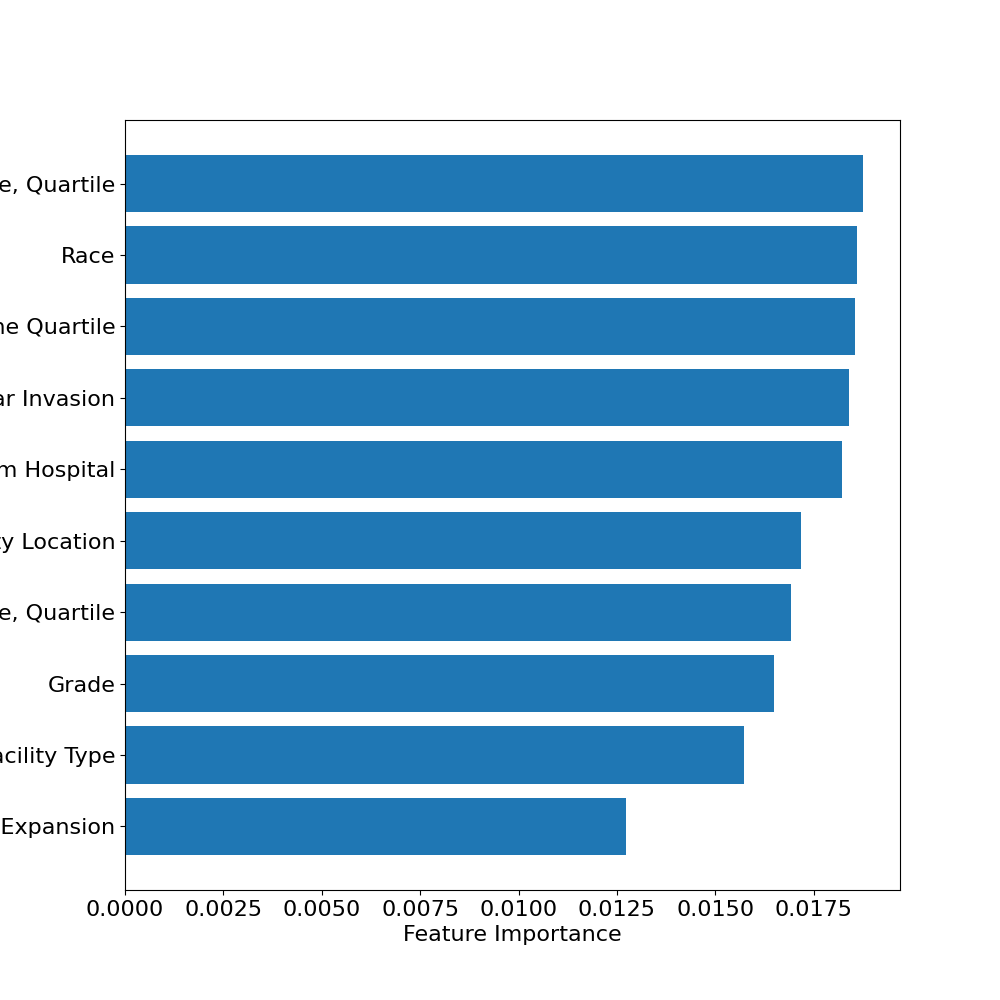 e, Quartile
Race
ne Quartile
ar Invasion
m Hospital
ty Location
e, Quartile
Grade
acility Type
Expansion
0.0000 0.0025 0.0050 0.0075 0.0100 0.0125 0.0150 0.0175
Feature Importance